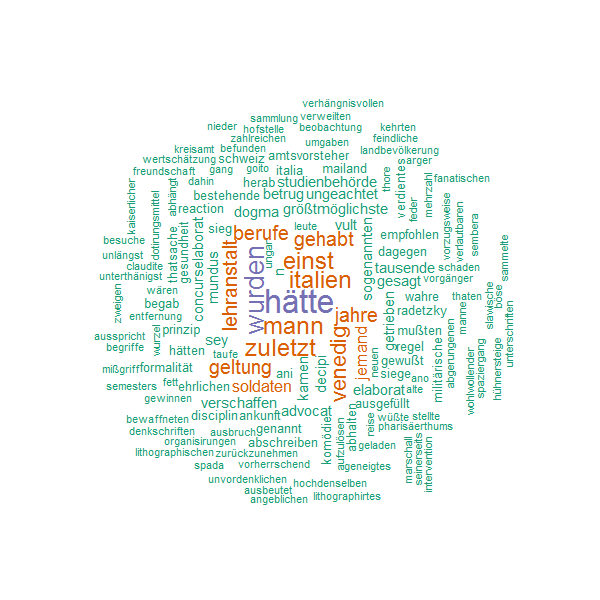 verhängnisvollen
sammlung verweilten
nieder hofstelle beobachtung kehrten
zahlreichen umgaben feindliche
kreisamt befunden landbevölkerung
wertschätzung schweiz amtsvorsteher arger
freundschaft gang goito italia mailand
kaiserlicher dahin herab studienbehörde thore verdientes mehrzahl fanatischen
dotirungsmittel abhängt bestehende betrug ungeachtet feder
reaction dogma größtmöglichste vorzugsweise verlautbaren
besuche gesundheit concurselaborat sieg leute vult empfohlen sembera
unlängst thatsache berufe gehabt sogenannten dagegen sammelte
claudite mundus lehranstalt wurden ungar einst tausende schaden
unterthänigst n italien gesagt vorgänger böse
zweigen wären hätte wahre thaten slawische
begab radetzky manne
entfernung jahre
ausspricht wurzel prinzip mann getrieben mußten abgerungenen unterschriften
begriffe hätten sey zuletzt venedig jemand neuen regel militärische spaziergang
taufe gewußt hühnersteige
mißgriff formalität geltung kamen decipi siege wohlwollender
semesters fett ehrlichen soldaten ani elaborat ano alte
gewinnen verschaffen ausgefüllt
bewaffneten disciplin ankunft advocat reise wüßte stellte
denkschriften ausbruch genannt komödie abhalten pharisäerthums
organisirungen abschreiben aufzulösen geladen
lithographischen zurückzunehmen marschall seinerseits intervention
spada vorherrschend ageneigtes
unvordenklichen hochdenselben
ausbeutet
angeblichen lithographirtes